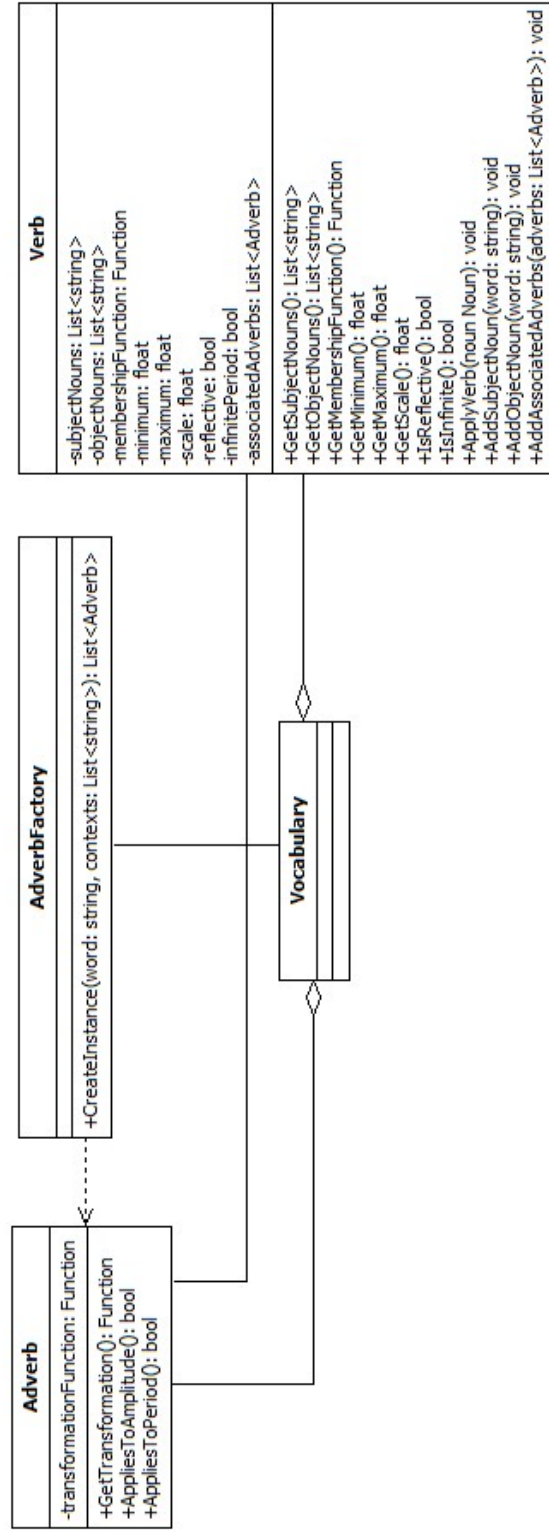 Adverb
-transformationFunction: Function
+GetTransformation(): Function
+AppliesToAmplitude(): bool
+AppliesToPeriod(): bool
AdverbFactory
+CreateInstance(word: string, contexts: List<string>): List<Adverb>
Vocabulary
Verb
-subjectNouns: List<string>
-objectNouns: List<string>
-membershipFunction: Function
-minimum: float
-maximum: float
-scale: float
-reflective: bool
-infinitePeriod: bool
-associatedAdverbs: List<Adverb>
+GetSubjectNouns(): List<string>
+GetObjectNouns(): List<string>
+GetMembershipFunction(): Function
+GetMinimum(): float
+GetMaximum(): float
+GetScale(): float
+IsReflective(): bool
+IsInfinite(): bool
+ApplyVerb(noun Noun): void
+AddSubjectNoun(word: string): void
+AddObjectNoun(word: string): void
+AddAssociatedAdverbs(adverbs: List<Adverb>): void